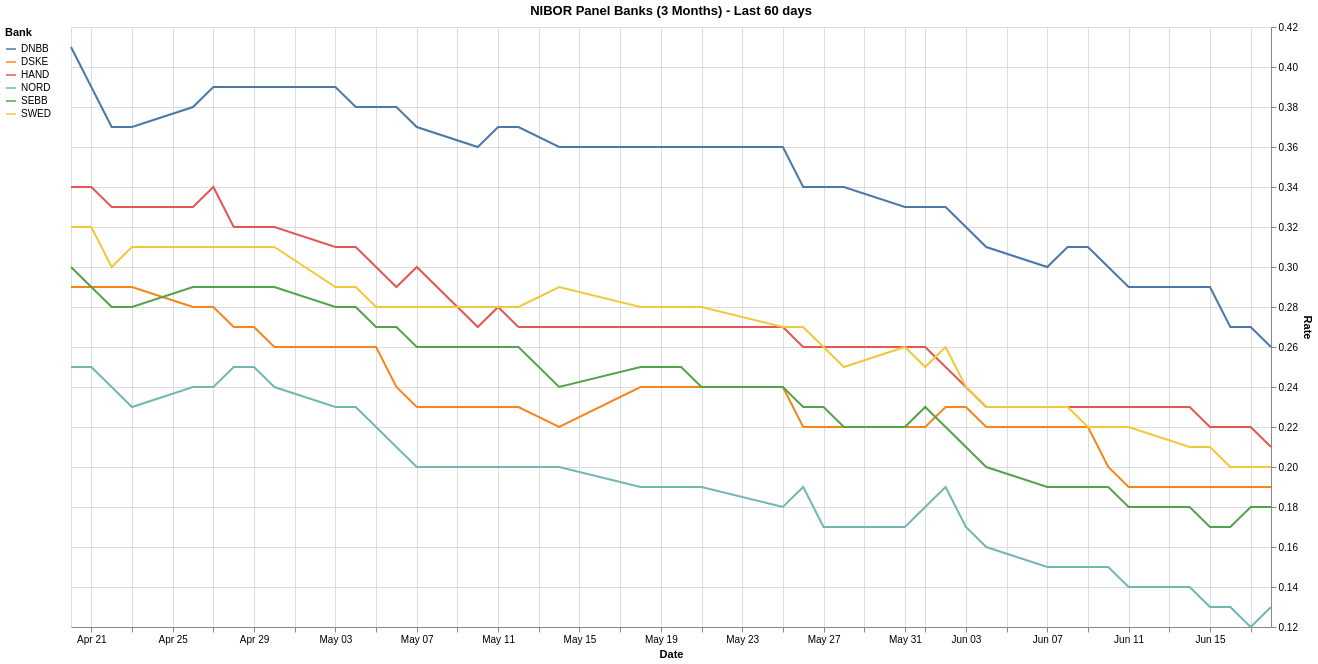 NIBOR Panel Banks (3 Months) - Last 60 days
Bank
DNBB
DSKE
HAND
NORD
SEBB
SWED
0.42
0.40
0.38
0.36
0.34
0.32
0.30
0.28
0.26
0.24
0.22
0.20
0.18
0.16
0.14
0.12
Rate
Apr 21 Apr 25 Apr 29 May 03 May 07 May 11 May 15 May 19 May 23 May 27 May 31 Jun 03 Jun 07 Jun 11 Jun 15
Date